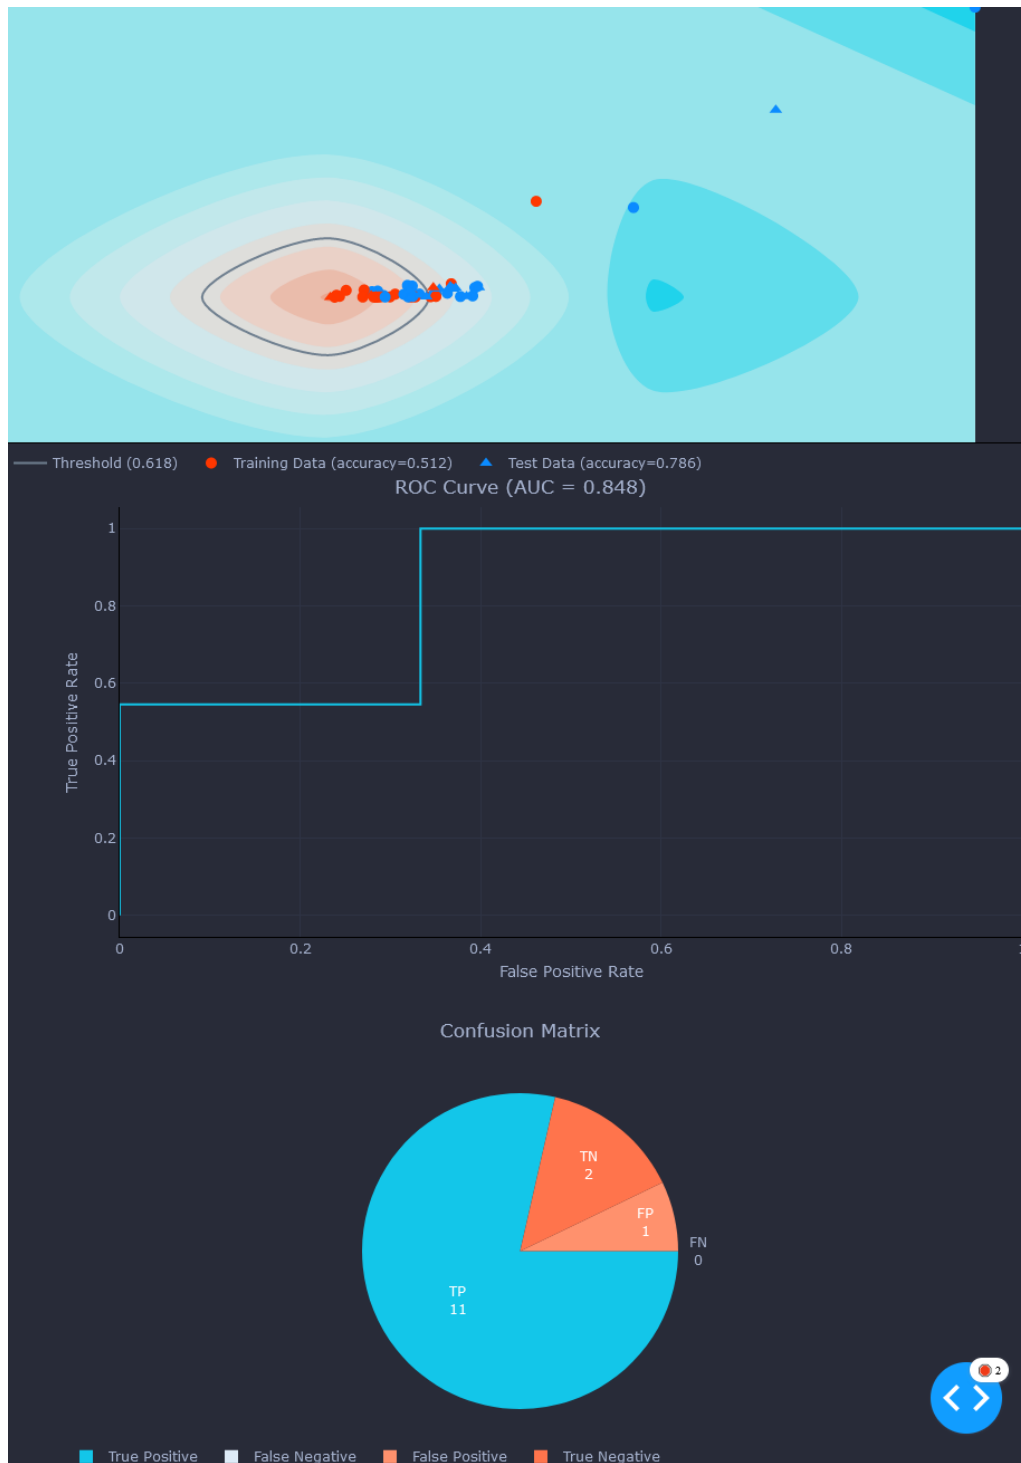 Threshold (0.618) Training Data (accuracy=0.512) Test Data (accuracy=0.786)
ROC Curve (AUC = 0.848)
1
0.8
0.6
0.4
0.2
0
True Positive Rate
0 0.2 0.4 0.6 0.8
False Positive Rate
Confusion Matrix
TN
2
FP
1
FN
0
TP
11
2
True Positive False Negative False Positive True Negative